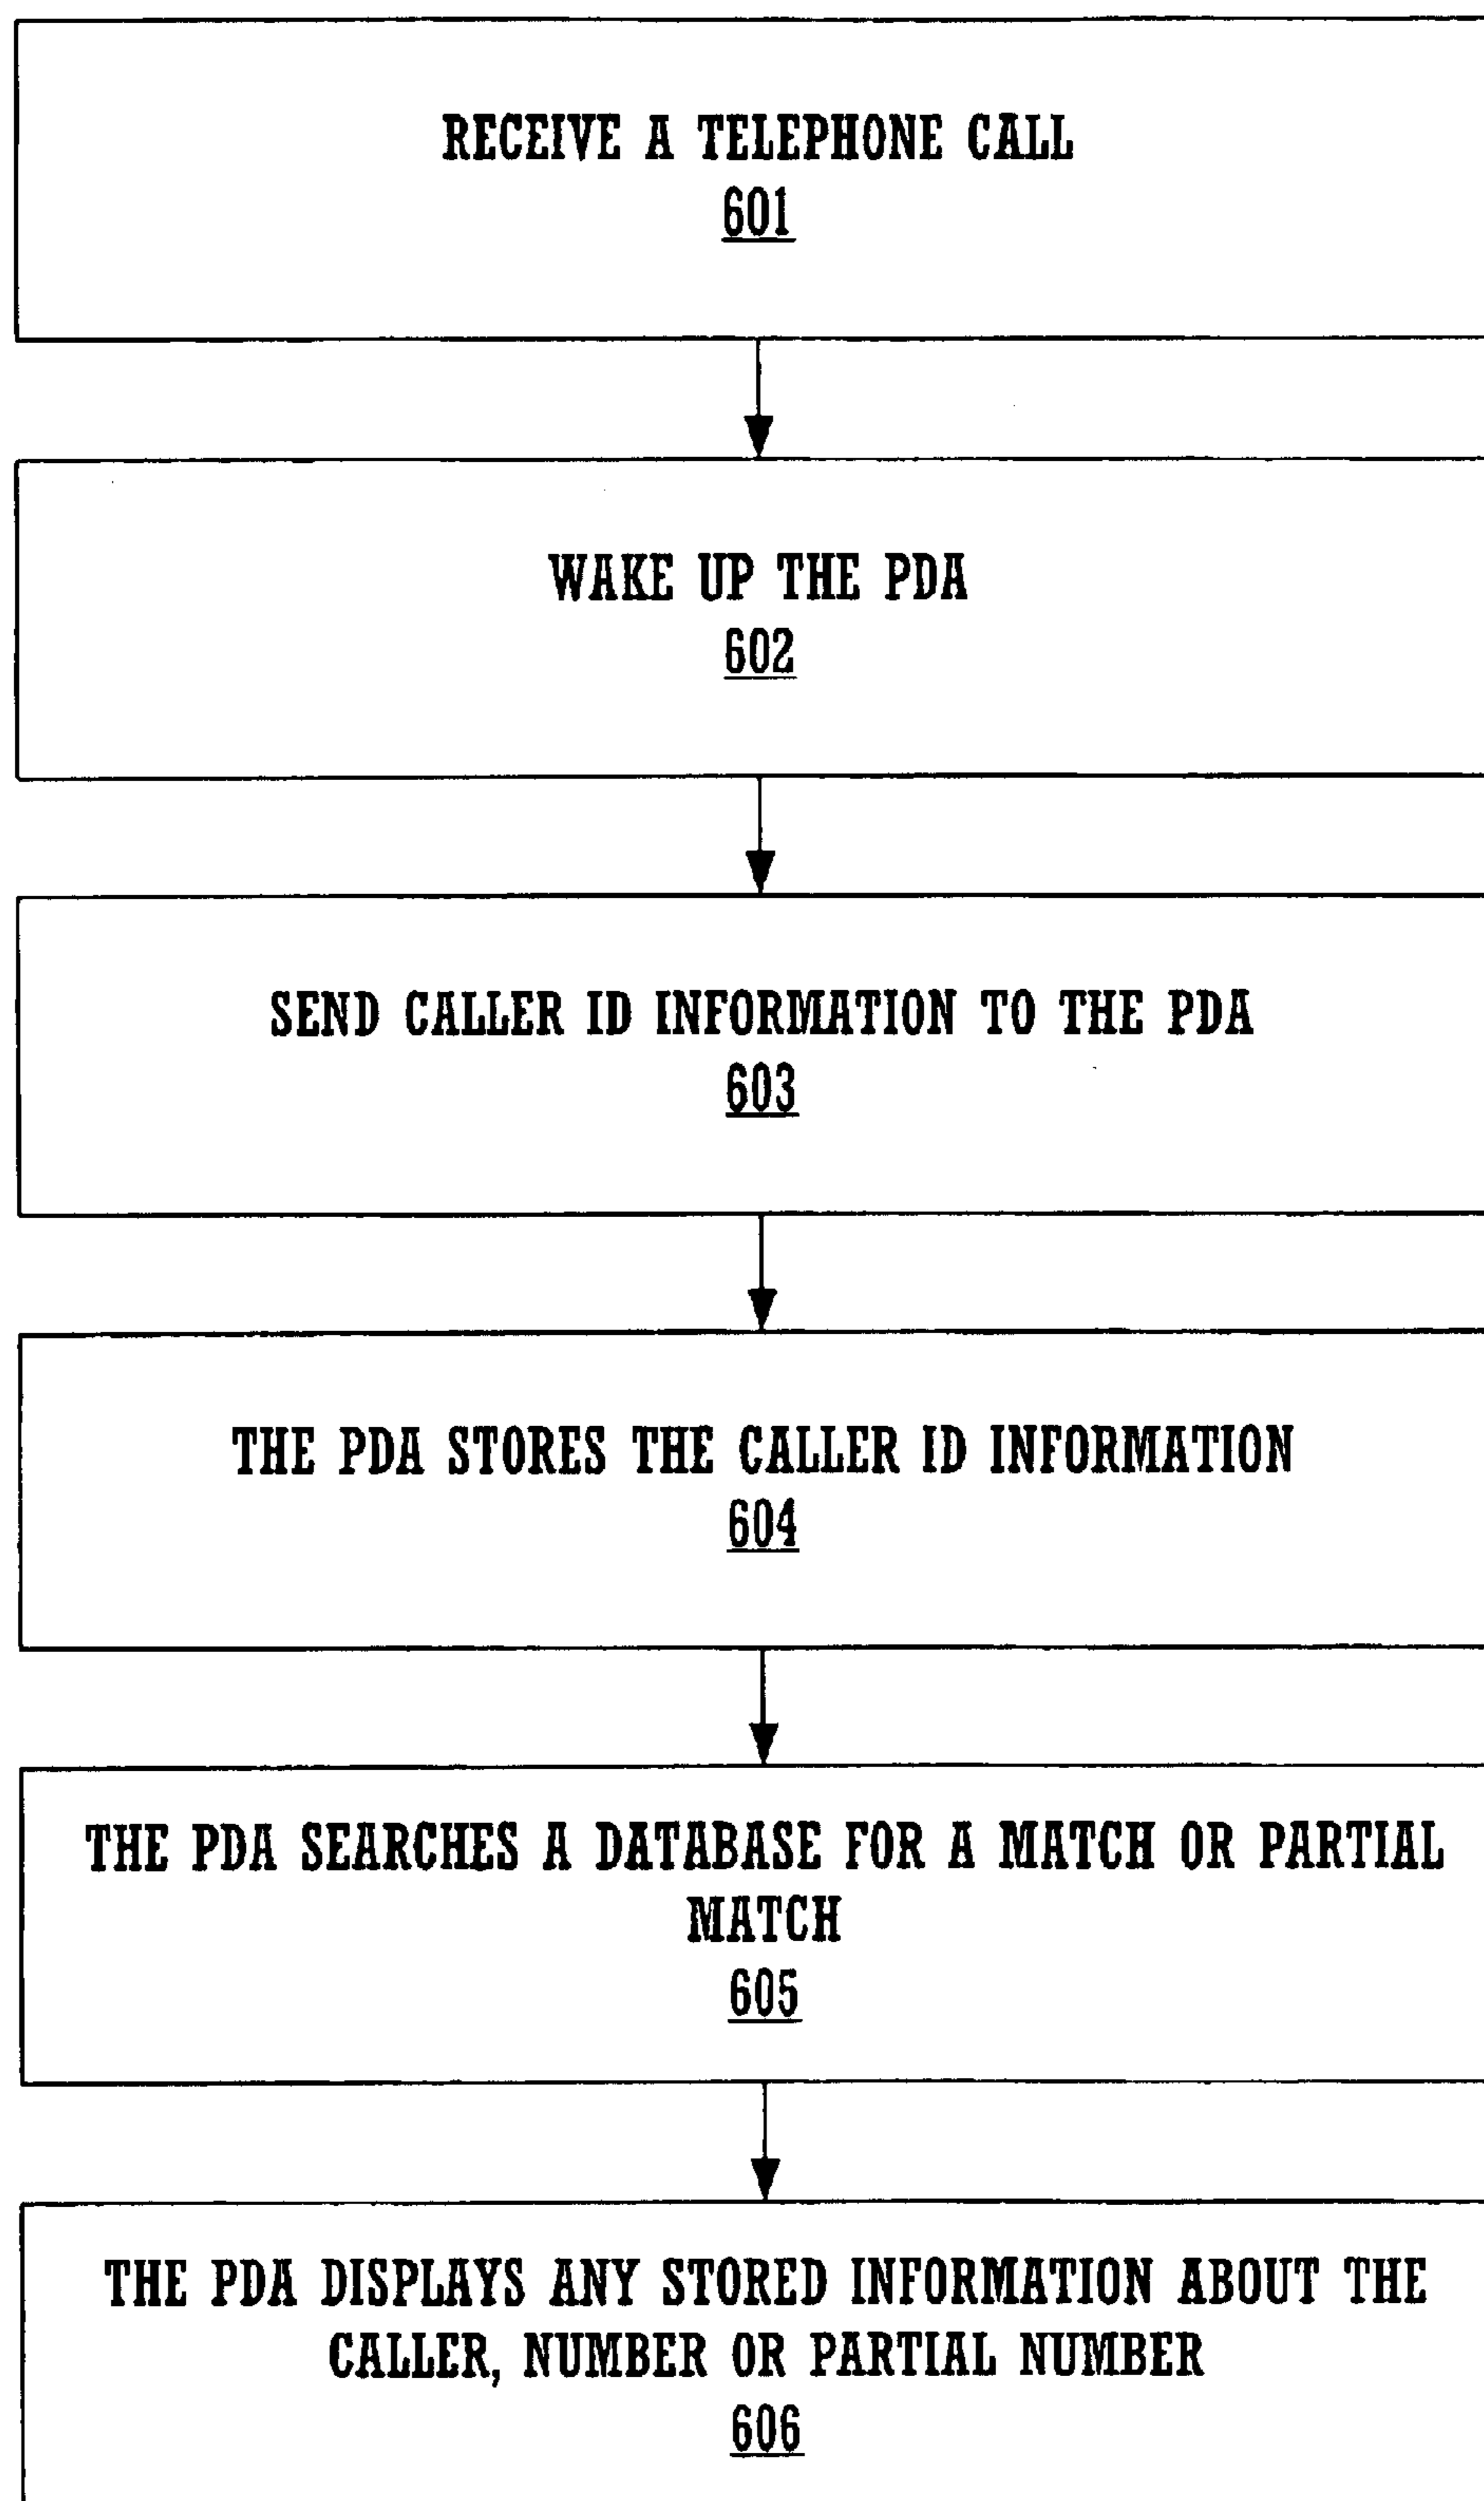 RECEIVE A TELEPHONE CALL
601
WAKE UP THE PDA
602
SEND CALLER ID INFORMATION TO THE PDA
603
THE PDA STORES THE CALLER ID INFORMATION
604
THE PDA SEARCHES A DATABASE FOR A MATCH OR PARTIAL
MATCH
605
THE PDA DISPLAYS ANY STORED INFORMATION ABOUT THE
CALLER, NUMBER OR PARTIAL NUMBER
606